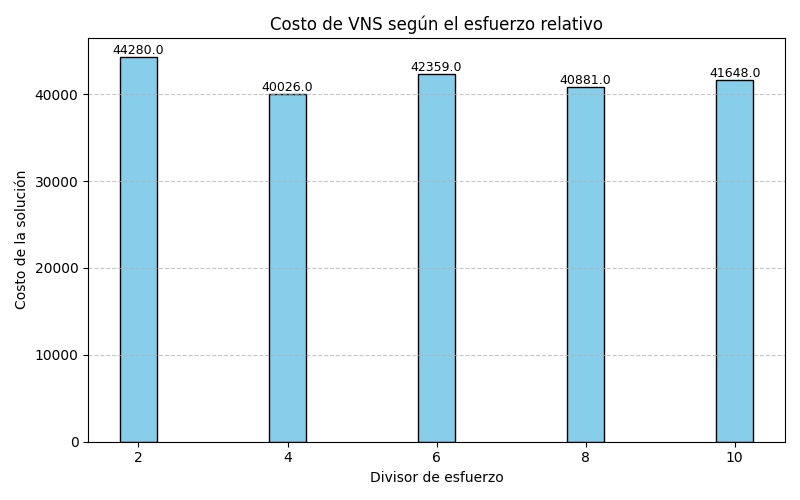 Costo de VNS según el esfuerzo relativo
44280.0
40026.0
42359.0
40881.0
41648.0
Costo de la solución
40000
30000
20000
10000
0
2 4 6 8 10
Divisor de esfuerzo